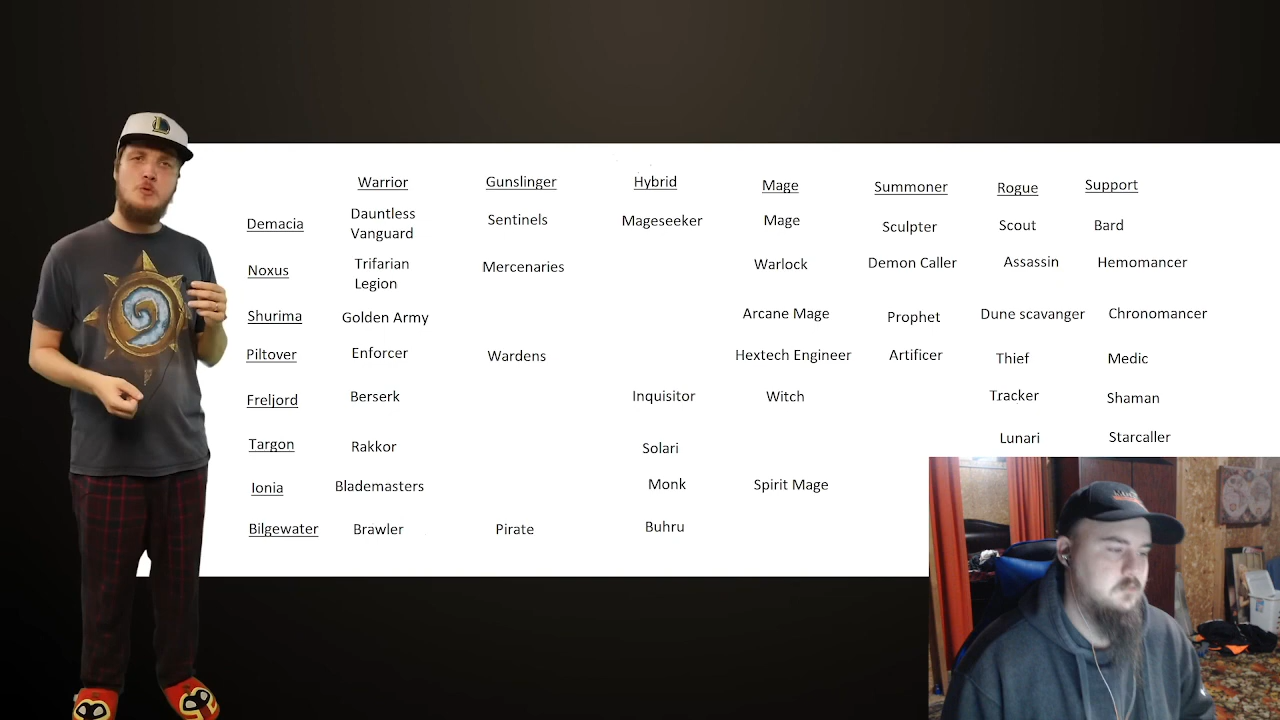 Warrior Gunslinger Hybrid Mage Summoner Rogue Support
Demacia Dauntless Vanguard Sentinels Mageseeker Mage Sculpter Scout Bard
Noxus Trifarian Legion Mercenaries Warlock Demon Caller Assassin Hemomancer
Shurima Golden Army Arcane Mage Prophet Dune scavanger Chronomancer
Piltover Enforcer Wardens Hextech Engineer Artificer Thief Medic
Freljord Berserk Inquisitor Witch Tracker Shaman
Targon Rakkor Solari Lunari Starcaller
Ionia Blademasters Monk Spirit Mage
Bilgewater Brawler Pirate Buhru